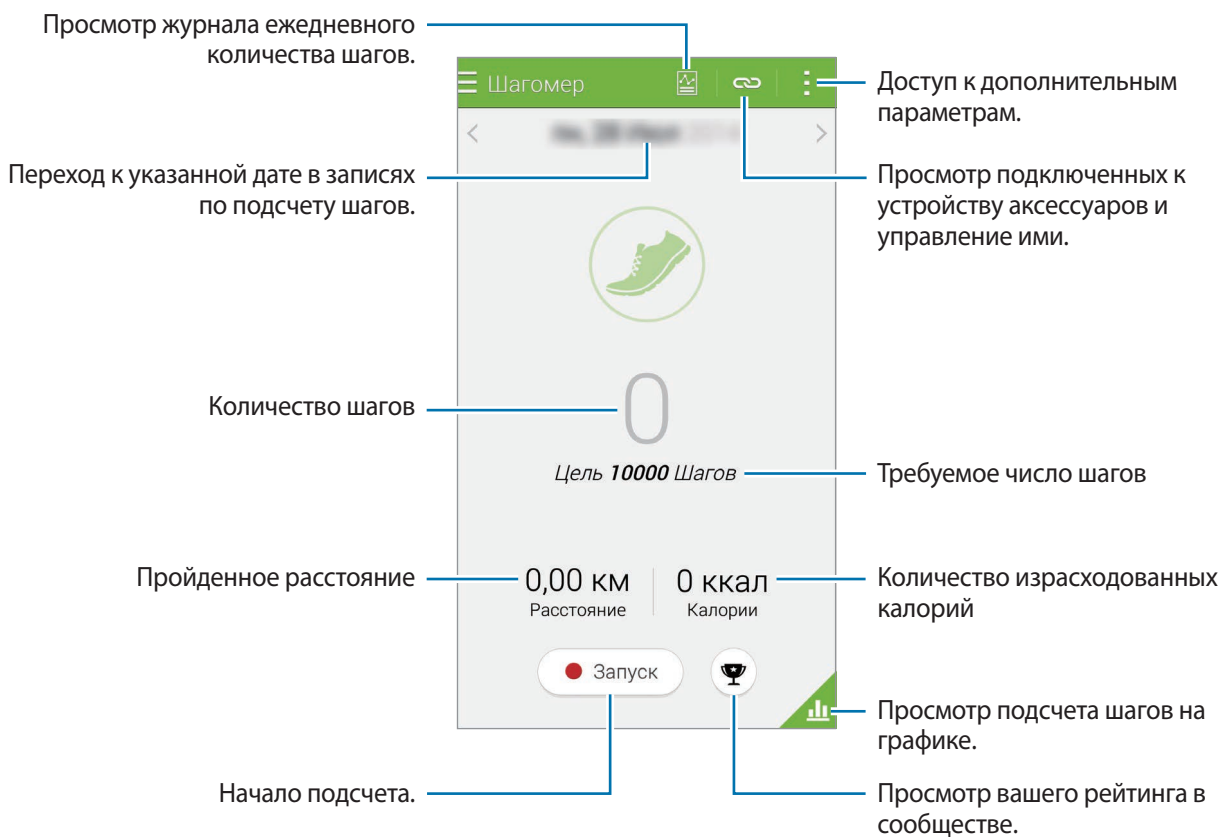 Просмотр журнала ежедневного
количества шагов.
Шагомер
Доступ к дополнительным
параметрам.
Переход к указанной дате в записях
по подсчету шагов.
Просмотр подключенных к
устройству аксессуаров и
управление ими.
Количество шагов
0
Цель 10000 Шагов
Требуемое число шагов
Пройденное расстояние
0,00 км
Расстояние
0 ккал
Калории
Количество израсходованных
калорий
Запуск
Просмотр подсчета шагов на
графике.
Начало подсчета.
Просмотр вашего рейтинга в
сообществе.